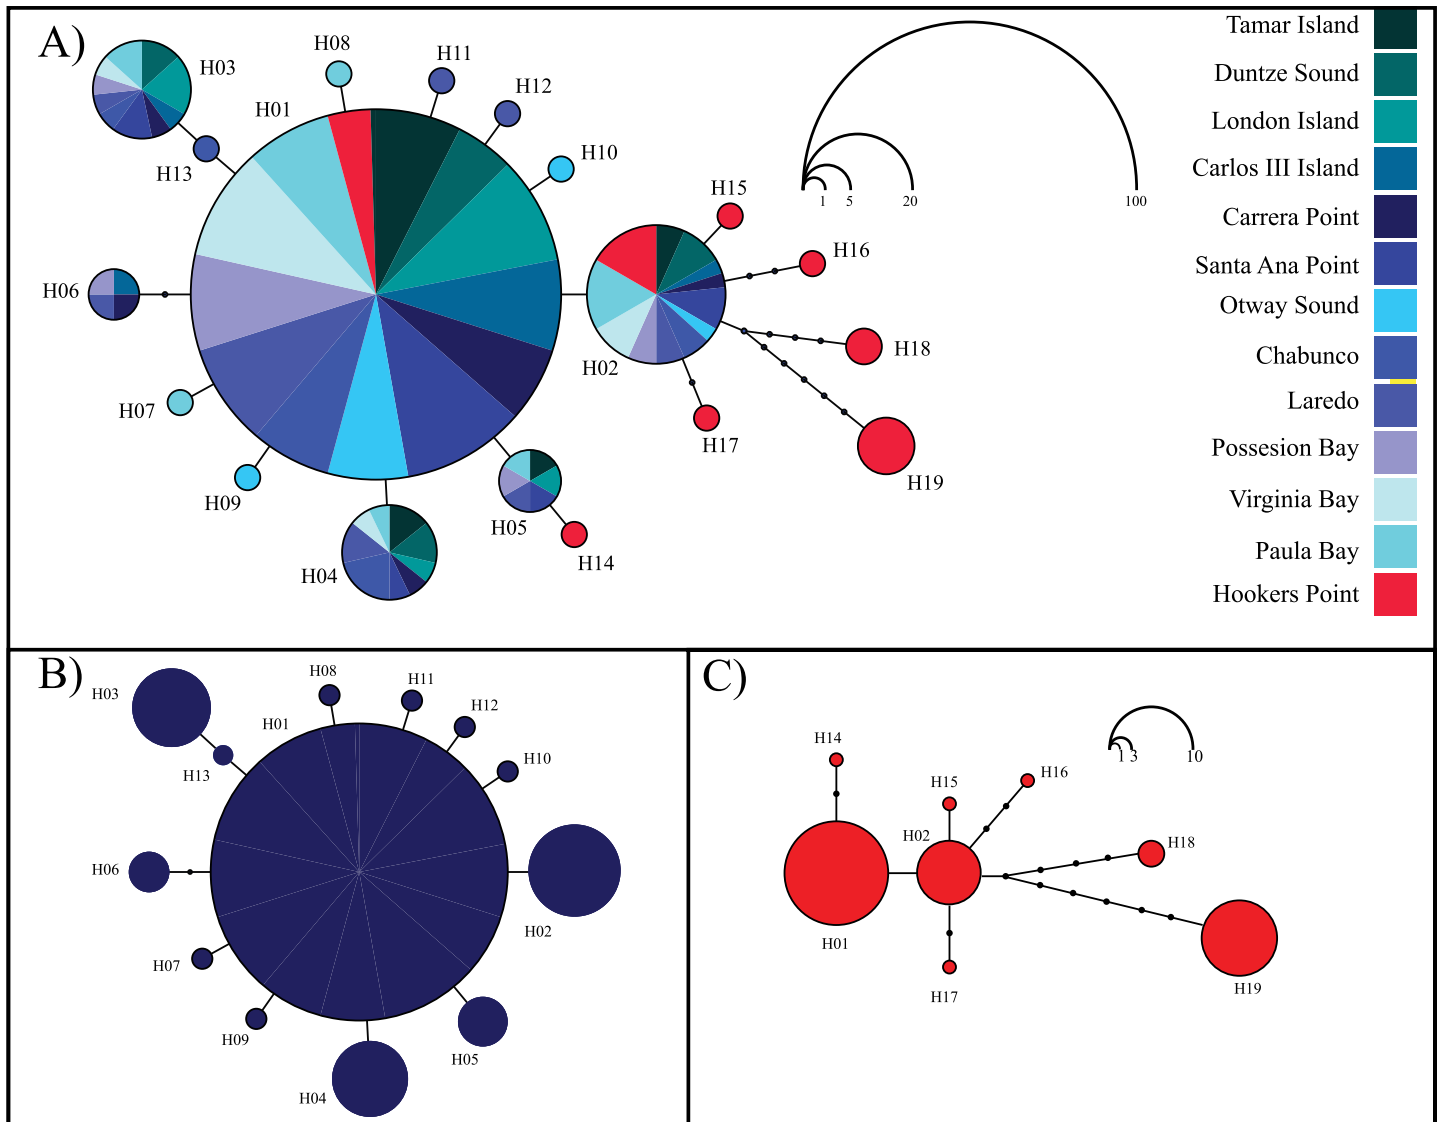 A)
H03
H08
H11
H12
H01
H10
H13
H15
H16
H06
H18
H02
H07
H17
H19
H09
H05
H14
H04
1 5 20 100
Tamar Island
Duntze Sound
London Island
Carlos III Island
Carrera Point
Santa Ana Point
Otway Sound
Chabunco
Laredo
Possesion Bay
Virginia Bay
Paula Bay
Hookers Point
B)
H03
H08
H11
H12
H01
H10
H13
H06
H02
H07
H09
H05
H04
C)
1 3 10
H14
H16
H15
H02
H18
H01
H17
H19